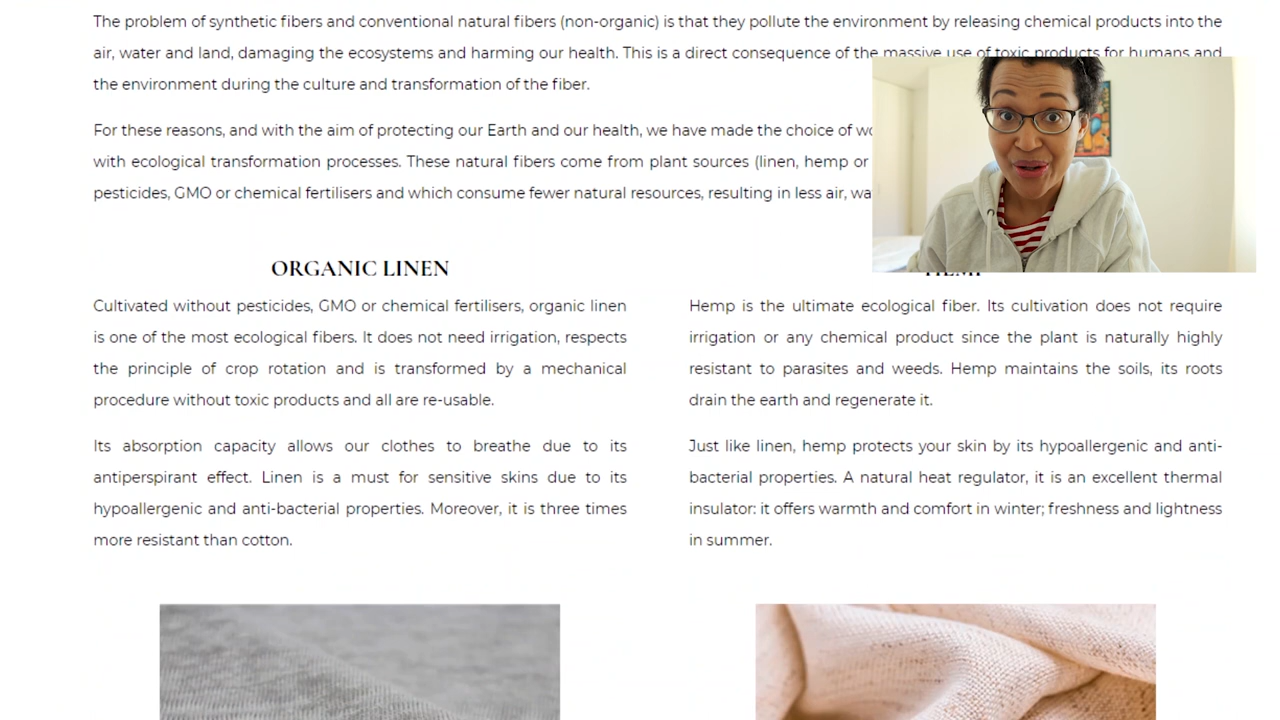 The problem of synthetic fibers and conventional natural fibers (non-organic) is that they pollute the environment by releasing chemical products into the
air, water and land, damaging the ecosystems and harming our health. This is a direct consequence of the massive use of toxic products for humans and
the environment during the culture and transformation of the fiber.
For these reasons, and with the aim of protecting our Earth and our health, we have made the choice of
with ecological transformation processes. These natural fibers come from plant sources (linen, hemp or
pesticides, GMO or chemical fertilisers and which consume fewer natural resources, resulting in less air,
ORGANIC LINEN
Cultivated without pesticides, GMO or chemical fertilisers, organic linen
is one of the most ecological fibers. It does not need irrigation, respects
the principle of crop rotation and is transformed by a mechanical
procedure without toxic products and all are re-usable.
Its absorption capacity allows our clothes to breathe due to its
antiperspirant effect. Linen is a must for sensitive skins due to its
hypoallergenic and anti-bacterial properties. Moreover, it is three times
more resistant than cotton.
HEMP
Hemp is the ultimate ecological fiber. Its cultivation does not require
irrigation or any chemical product since the plant is naturally highly
resistant to parasites and weeds. Hemp maintains the soils, its roots
drain the earth and regenerate it.
Just like linen, hemp protects your skin by its hypoallergenic and anti-
bacterial properties. A natural heat regulator, it is an excellent thermal
insulator: it offers warmth and comfort in winter; freshness and lightness
in summer.